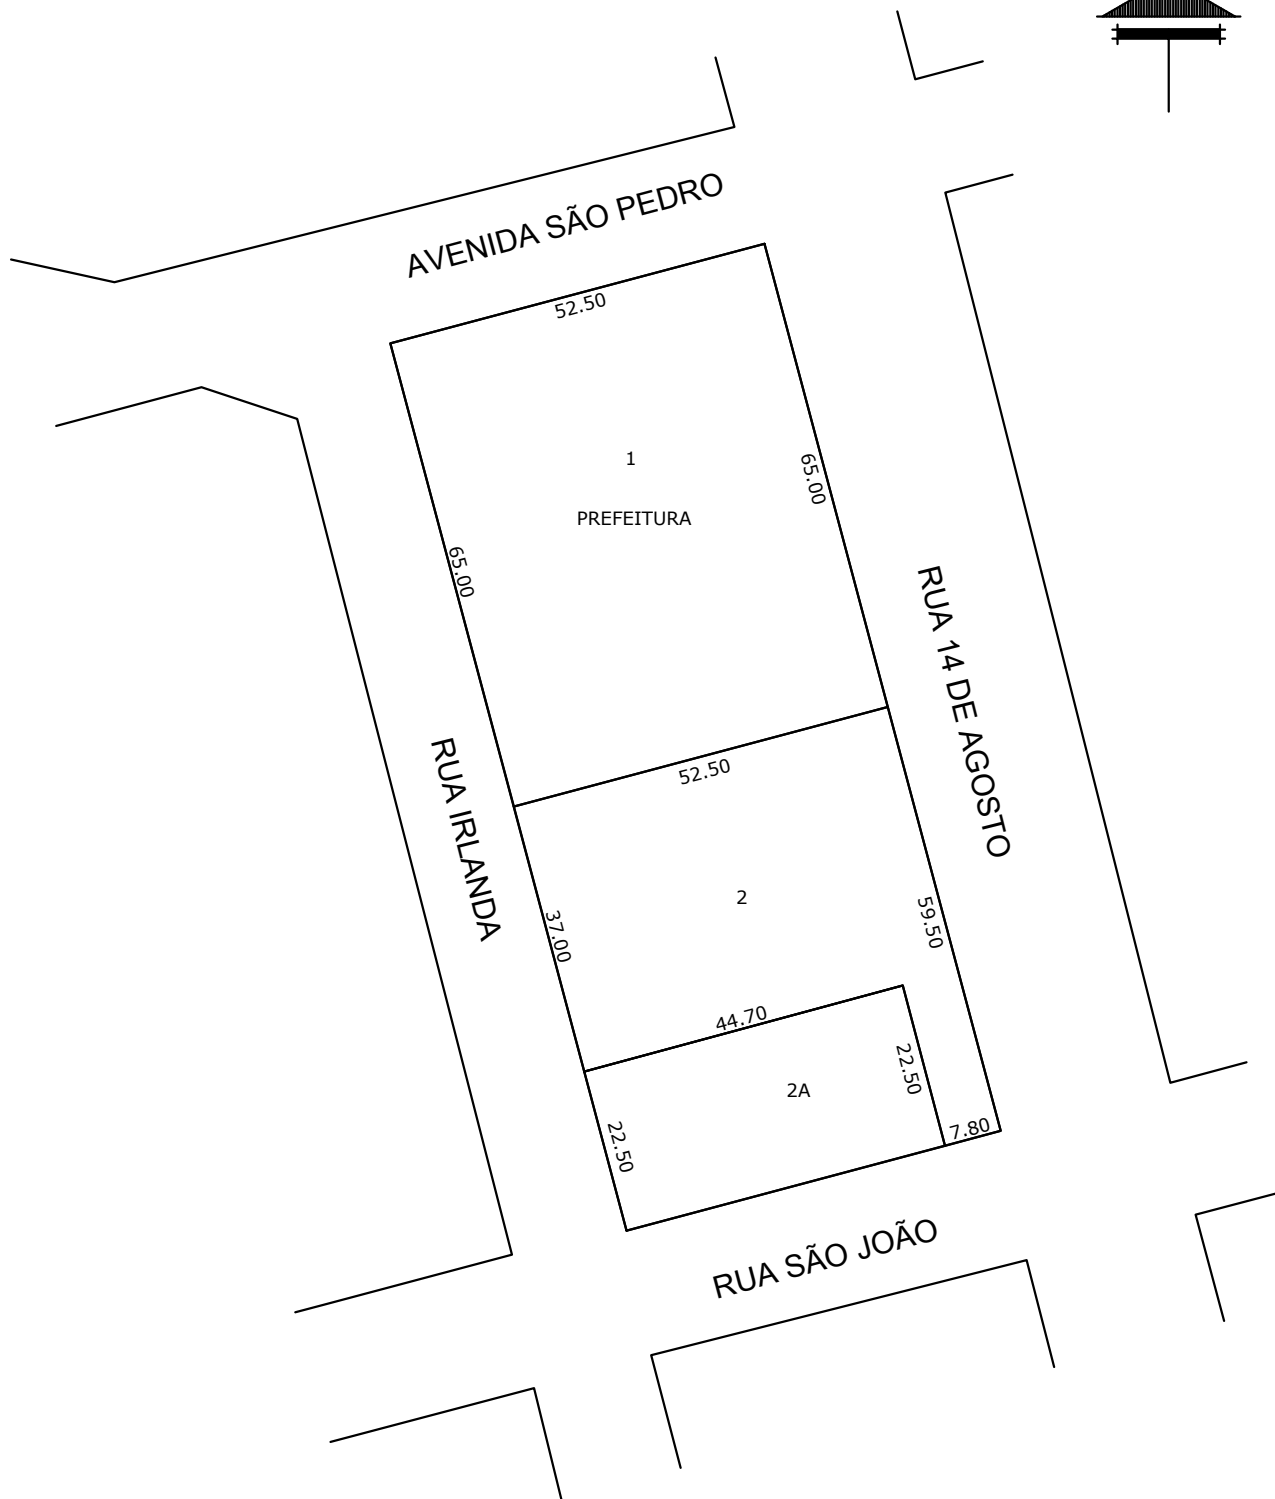 AVENIDA SÃO PEDRO
52.50
1
PREFEITURA
65.00
65.00
RUA 14 DE AGOSTO
RUA IRLANDA
52.50
2
37.00
59.50
44.70
22.50
2A
22.50
7.80
RUA SÃO JOÃO